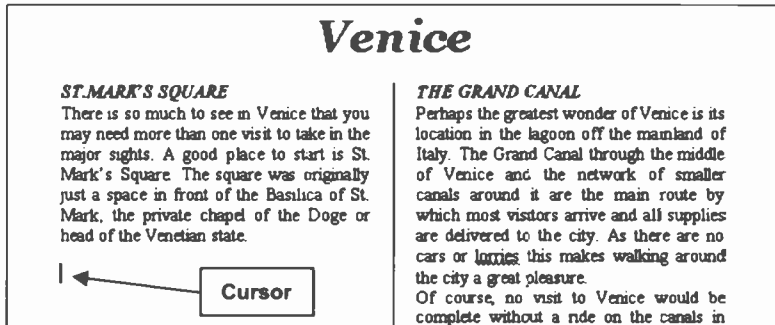 Venice
ST.MARK'S SQUARE
There is so much to see in Venice that you
may need more than one visit to take in the
major sights. A good place to start is St.
Mark's Square. The square was originally
just a space in front of the Basilica of St.
Mark, the private chapel of the Doge or
head of the Venetian state.
Cursor
THE GRAND CANAL
Perhaps the greatest wonder of Venice is its
location in the lagoon off the mainland of
Italy. The Grand Canal through the middle
of Venice and the network of smaller
canals around it are the main route by
which most visitors arrive and all supplies
are delivered to the city. As there are no
cars or lorries this makes walking around
the city a great pleasure.
Of course, no visit to Venice would be
complete without a ride on the canals in